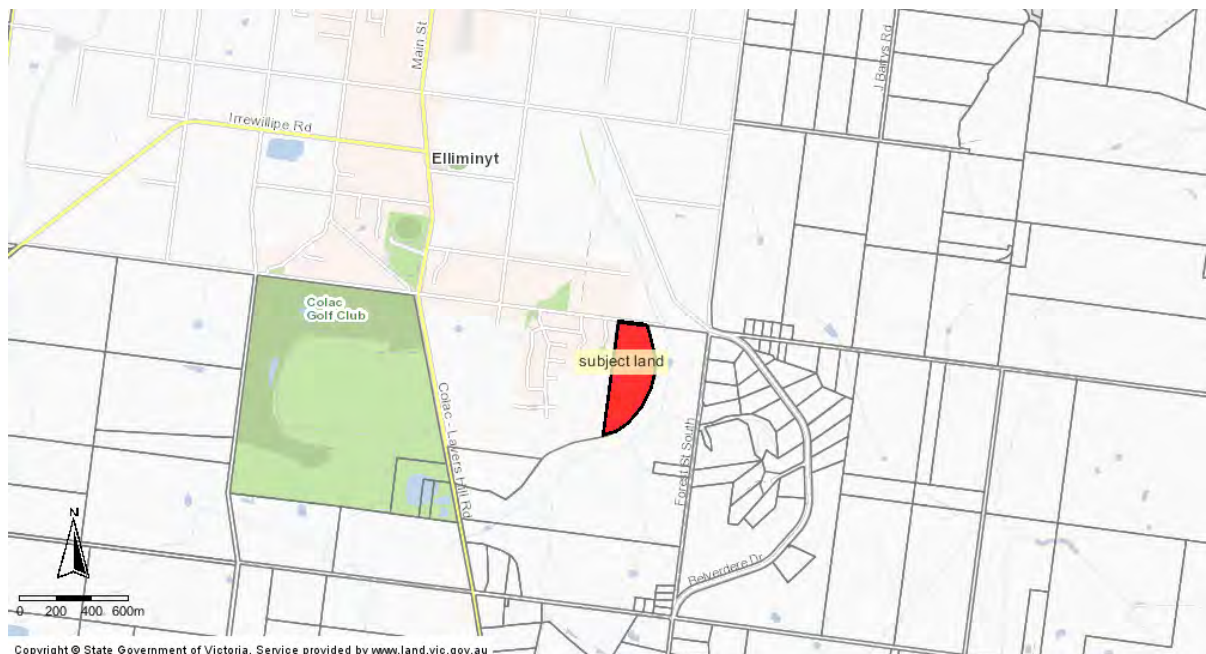 Main St
J Barrys Rd
Irrewillipe Rd
Elliminyt
Colac
Golf Club
subject land
Colac - Lavers Hill Rd
Forest St South
Belverdere Dr
N
0 200 400 600m
Copyright © State Government of Victoria. Service provided by www.land.vic.gov.au